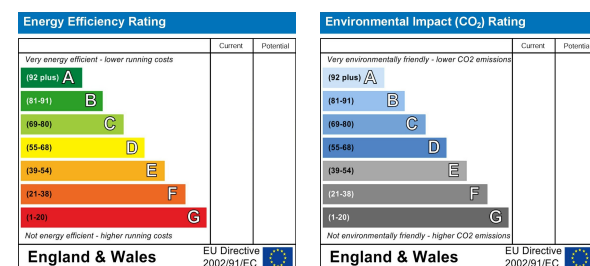 Energy Efficiency Rating
Current Potential
Very energy efficient - lower running costs
(92 plus) A
(81-91) B
(69-80) C
(55-68) D
(39-54) E
(21-38) F
(1-20) G
Not energy efficient - higher running costs
England & Wales
EU Directive
2002/91/EC
Environmental Impact (CO₂) Rating
Current Potentia
Very environmentally friendly - lower CO2 emissions
(92 plus) A
(81-91) B
(69-80) C
(55-68) D
(39-54) E
(21-38) F
(1-20) G
Not environmentally friendly - higher CO2 emissions
England & Wales
EU Directive
2002/91/EC